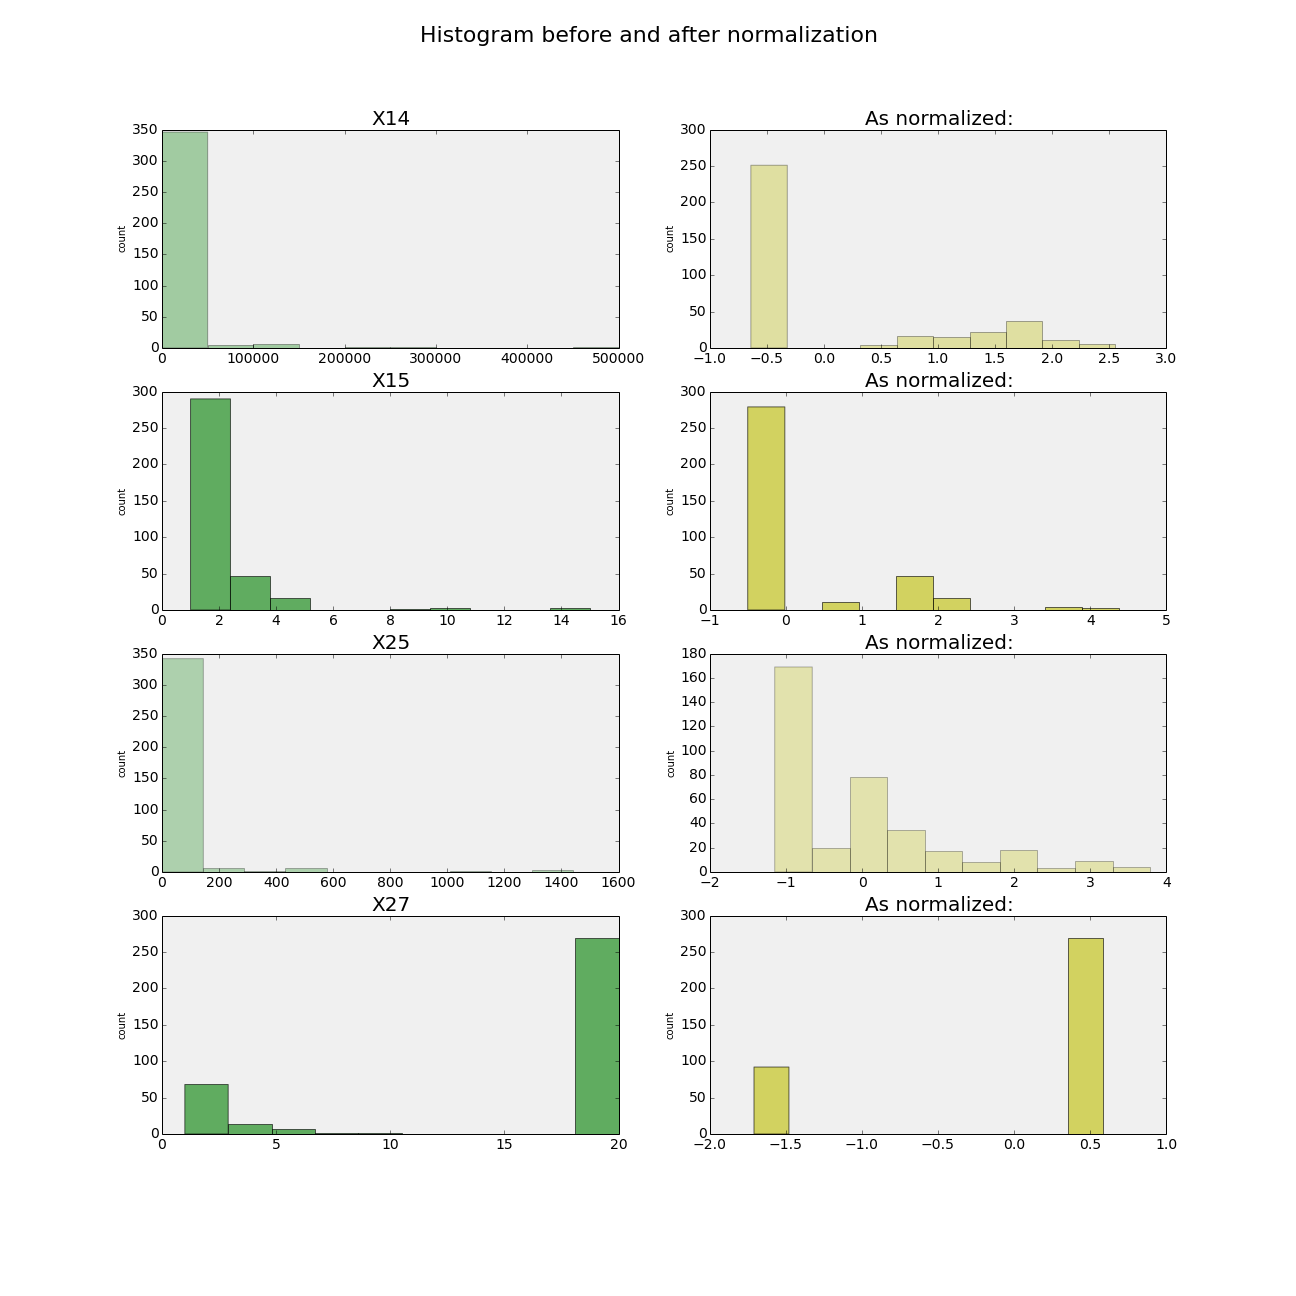 Histogram before and after normalization
X14
350
300
250
200
150
100
50
0
count
0 100000 200000 300000 400000 500000
As normalized:
300
250
200
150
100
50
0
count
−1.0 −0.5 0.0 0.5 1.0 1.5 2.0 2.5 3.0
X15
300
250
200
150
100
50
0
count
0 2 4 6 8 10 12 14 16
As normalized:
300
250
200
150
100
50
0
count
−1 0 1 2 3 4 5
X25
350
300
250
200
150
100
50
0
count
0 200 400 600 800 1000 1200 1400 1600
As normalized:
180
160
140
120
100
80
60
40
20
0
count
−2 −1 0 1 2 3 4
X27
300
250
200
150
100
50
0
count
0 5 10 15 20
As normalized:
300
250
200
150
100
50
0
count
−2.0 −1.5 −1.0 −0.5 0.0 0.5 1.0